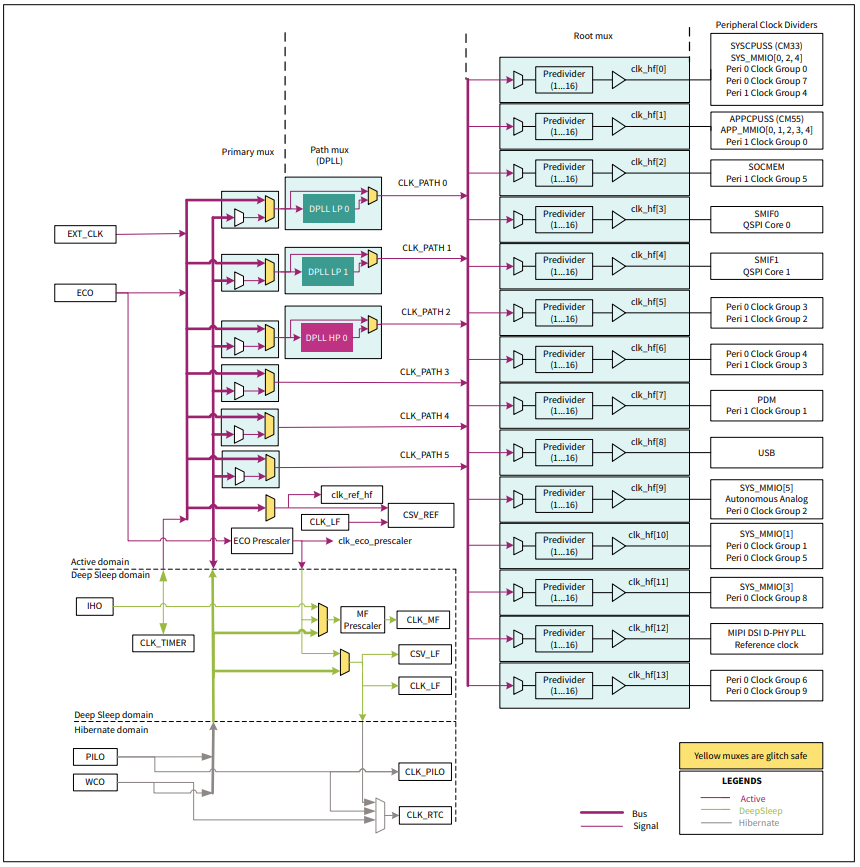 Peripheral Clock Dividers
Root mux
Primary mux
Path mux
(DPLL)
EXT_CLK
ECO
DPLL LP 0
DPLL LP 1
DPLL HP 0
CLK_PATH 0
CLK_PATH 1
CLK_PATH 2
CLK_PATH 3
CLK_PATH 4
CLK_PATH 5
clk_ref_hf
CLK_LF
CSV_REF
ECO Prescaler
clk_eco_prescaler
Active domain
Deep Sleep domain
IHO
CLK_TIMER
MF
Prescaler
CLK_MF
CSV_LF
CLK_LF
Deep Sleep domain
Hibernate domain
PILO
WCO
CLK_PILO
CLK_RTC
Predivider
(1...16)
clk_hf[0]
SYSCPUSS (CM33)
SYS_MMIO[0, 2, 4]
Peri 0 Clock Group 0
Peri 0 Clock Group 7
Peri 1 Clock Group 4
Predivider
(1...16)
clk_hf[1]
APPCPUSS (CM55)
APP_MMIO[0, 1, 2, 3, 4]
Peri 1 Clock Group 0
Predivider
(1...16)
clk_hf[2]
SOCMEM
Peri 1 Clock Group 5
Predivider
(1...16)
clk_hf[3]
SMIF0
QSPI Core 0
Predivider
(1...16)
clk_hf[4]
SMIF1
QSPI Core 1
Predivider
(1...16)
clk_hf[5]
Peri 0 Clock Group 3
Peri 1 Clock Group 2
Predivider
(1...16)
clk_hf[6]
Peri 0 Clock Group 4
Peri 1 Clock Group 3
Predivider
(1...16)
clk_hf[7]
PDM
Peri 1 Clock Group 1
Predivider
(1...16)
clk_hf[8]
USB
Predivider
(1...16)
clk_hf[9]
SYS_MMIO[5]
Autonomous Analog
Peri 0 Clock Group 2
Predivider
(1...16)
clk_hf[10]
SYS_MMIO[1]
Peri 0 Clock Group 1
Peri 0 Clock Group 5
Predivider
(1...16)
clk_hf[11]
SYS_MMIO[3]
Peri 0 Clock Group 8
Predivider
(1...16)
clk_hf[12]
MIPI DSI D-PHY PLL
Reference clock
Predivider
(1...16)
clk_hf[13]
Peri 0 Clock Group 6
Peri 0 Clock Group 9
Yellow muxes are glitch safe
LEGENDS
Active
DeepSleep
Hibernate
Bus
Signal